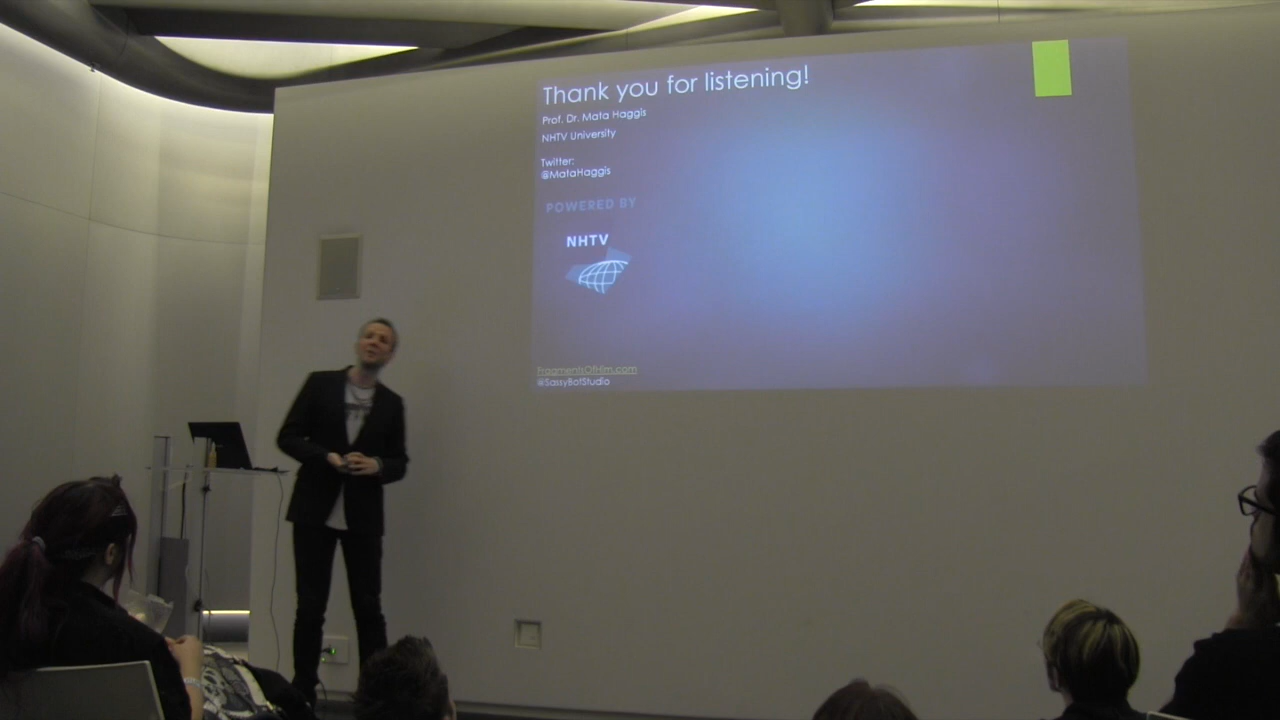 Thank you for listening!
Prof. Dr. Mata Haggis
NHTV University
Twitter:
@MataHaggis
POWERED BY
NHTV
FragmentsOfHim.com
@SassyBotStudio